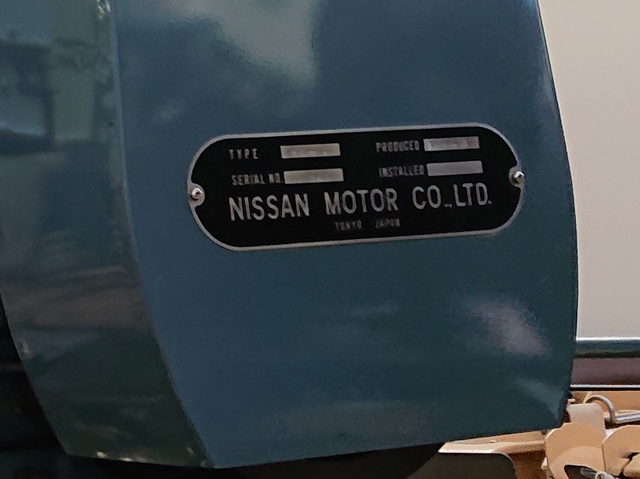 TYPE PRODUCED
SERIAL NO. INSTALLED
NISSAN MOTOR CO.,LTD.
TOKYO JAPAN